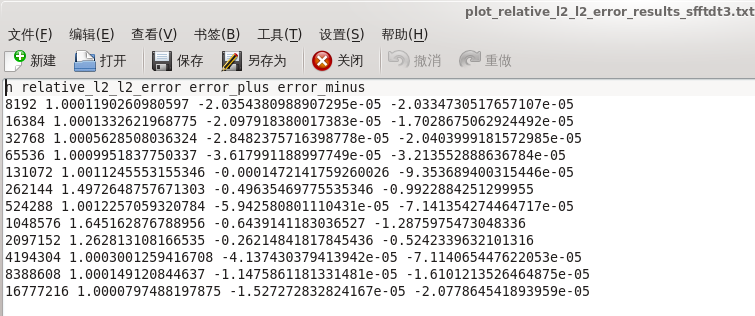 plot_relative_l2_l2_error_results_sfftdt3.txt
文件(F) 编辑(E) 查看(V) 书签(B) 工具(T) 设置(S) 帮助(H)
新建 打开 保存 另存为 关闭 撤消 重做
n relative_l2_l2_error error_plus error_minus
8192 1.0001190260980597 -2.0354380988907295e-05 -2.0334730517657107e-05
16384 1.0001332621968775 -2.097918380017383e-05 -1.7028675062924492e-05
32768 1.0005628508036324 -2.8482375716398778e-05 -2.0403999181572985e-05
65536 1.0009951837750337 -3.617991188997749e-05 -3.213552888636784e-05
131072 1.0011245553155346 -0.00014721417592600​26 -9.353689400315446e-05
262144 1.4972648757671303 -0.49635469775535346 -0.9922884251299955
524288 1.0012257059320784 -5.942580801110431e-05 -7.141354274464717e-05
1048576 1.645162876788956 -0.6439141183036527 -1.2875975473048336
2097152 1.262813108166535 -0.26214841817845436 -0.5242339632101316
4194304 1.0003001259416708 -4.137430379413942e-05 -7.114065447622053e-05
8388608 1.000149120844637 -1.1475861181331481e-05 -1.6101213526464875e-05
16777216 1.0000797488197875 -1.527272832824167e-05 -2.077864541893959e-05